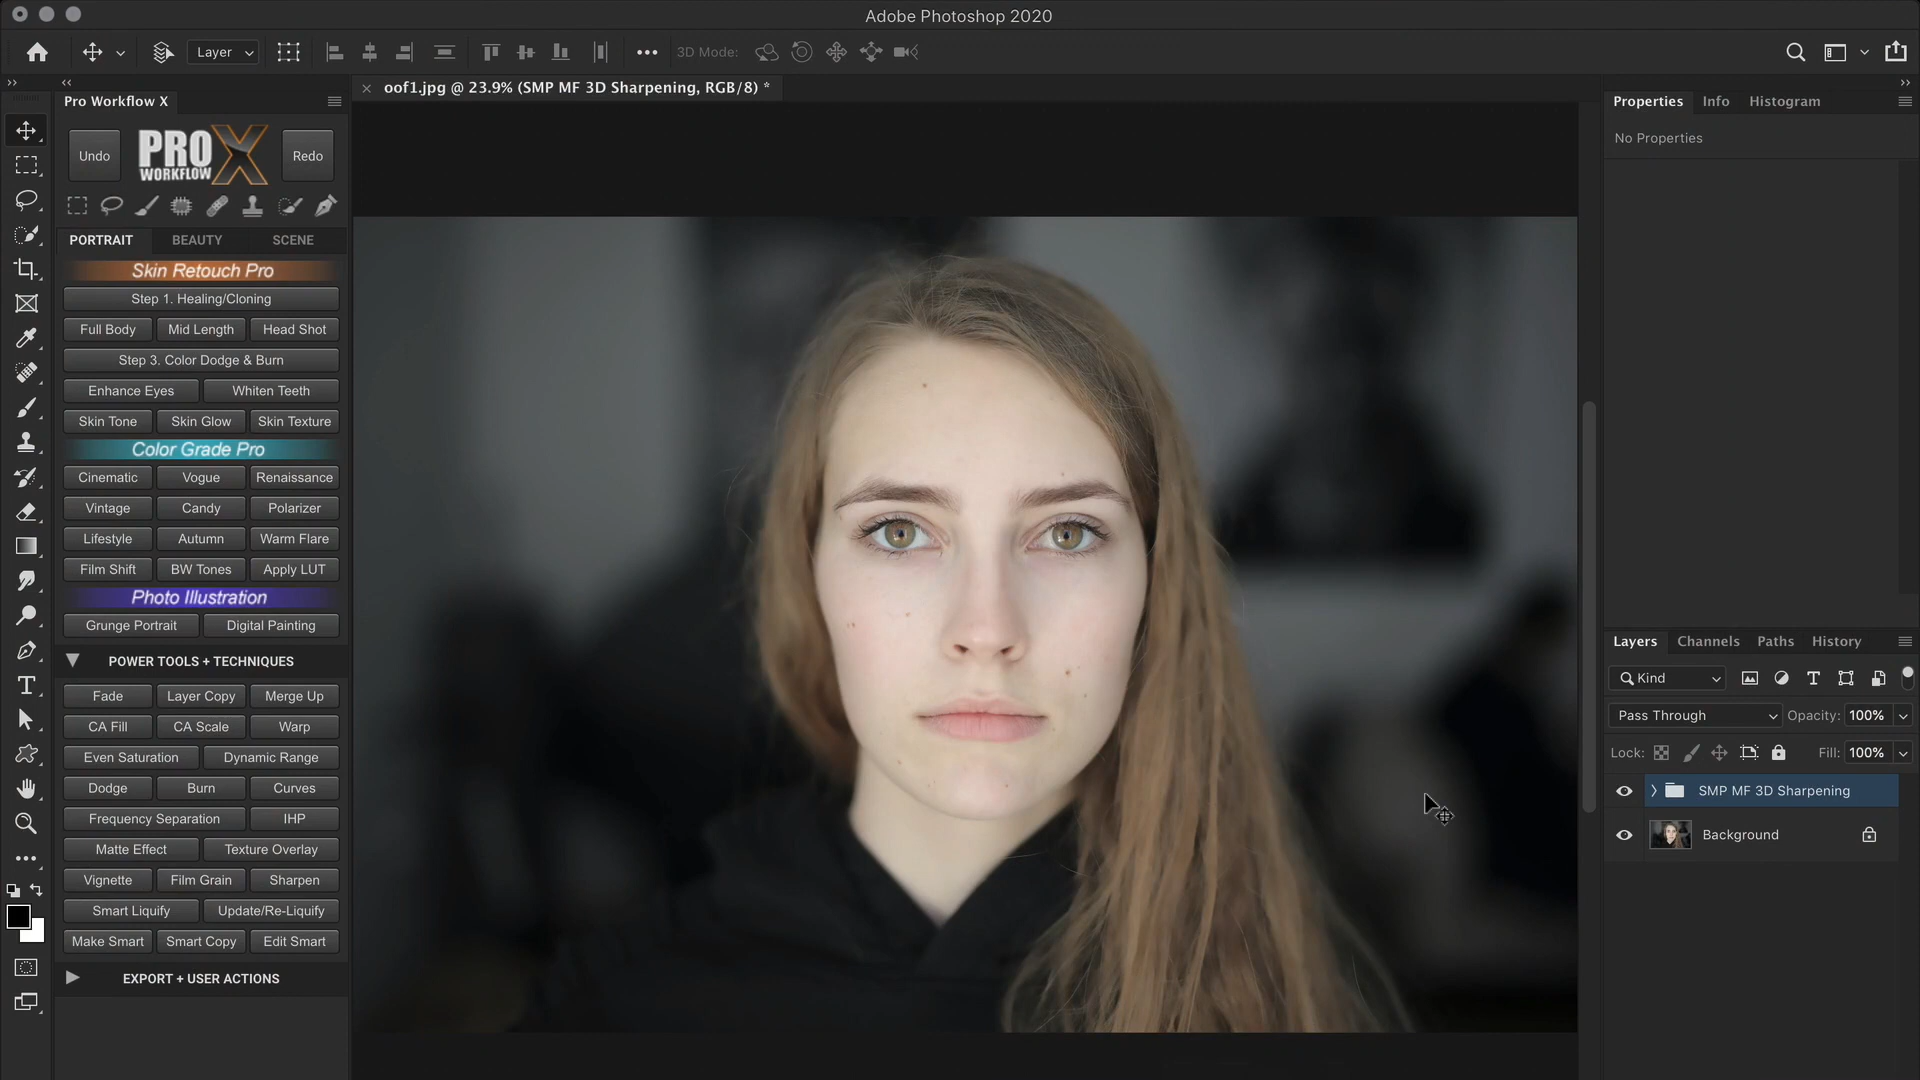 Adobe Photoshop 2020
Layer
3D Mode:
Pro Workflow X
oof1.jpg @ 23.9% (SMP MF 3D Sharpening, RGB/8) *
Properties Info Histogram
No Properties
Undo
PRO X
WORKFLOW
Redo
PORTRAIT BEAUTY SCENE
Skin Retouch Pro
Step 1. Healing/Cloning
Full Body Mid Length Head Shot
Step 3. Color Dodge & Burn
Enhance Eyes Whiten Teeth
Skin Tone Skin Glow Skin Texture
Color Grade Pro
Cinematic Vogue Renaissance
Vintage Candy Polarizer
Lifestyle Autumn Warm Flare
Film Shift BW Tones Apply LUT
Photo Illustration
Grunge Portrait Digital Painting
POWER TOOLS + TECHNIQUES
Fade Layer Copy Merge Up
CA Fill CA Scale Warp
Even Saturation Dynamic Range
Dodge Burn Curves
Frequency Separation IHP
Matte Effect Texture Overlay
Vignette Film Grain Sharpen
Smart Liquify Update/Re-Liquify
Make Smart Smart Copy Edit Smart
EXPORT + USER ACTIONS
Layers Channels Paths History
Kind
Pass Through Opacity: 100%
Lock: Fill: 100%
SMP MF 3D Sharpening
Background